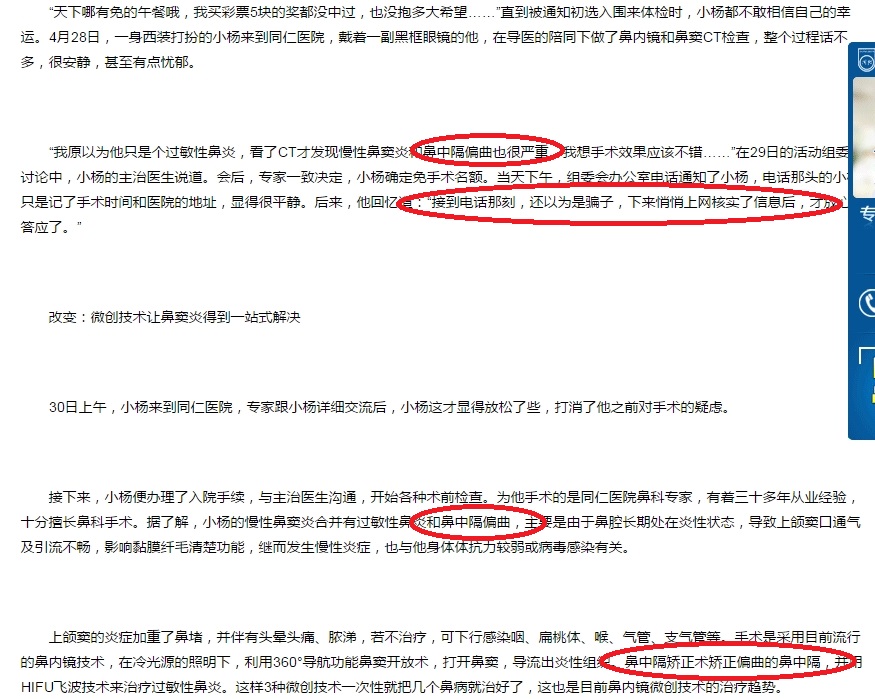 “天下哪有免的午餐哦，我买彩票5块的奖都没中过，也没抱多大希望……”直到被通知初选入围来体检时，小杨都不敢相信自己的幸
运。4月28日，一身西装打扮的小杨来到同仁医院，戴着一副黑框眼镜的他，在导医的陪同下做了鼻内镜和鼻窦CT检查，整个过程话不
多，很安静，甚至有点忧郁。
“我原以为他只是个过敏性鼻炎，看了CT才发现慢性鼻窦炎和鼻中隔偏曲也很严重，我想手术效果应该不错……”在29日的活动组委
讨论中，小杨的主治医生说道。会后，专家一致决定，小杨确定免手术名额。当天下午，组委会办公室电话通知了小杨，电话那头的小
只是记了手术时间和医院的地址，显得很平静。后来，他回忆道：“接到电话那刻，还以为是骗子，下来悄悄上网核实了信息后，才放心
答应了。”
改变：微创技术让鼻窦炎得到一站式解决
30日上午，小杨来到同仁医院，专家跟小杨详细交流后，小杨这才显得放松了些，打消了他之前对手术的疑虑。
接下来，小杨便办理了入院手续，与主治医生沟通，开始各种术前检查。为他手术的是同仁医院鼻科专家，有着三十多年从业经验，
十分擅长鼻科手术。据了解，小杨的慢性鼻窦炎合并有过敏性鼻炎和鼻中隔偏曲，主要是由于鼻腔长期处在炎性状态，导致上颌窦口通气
及引流不畅，影响黏膜纤毛清楚功能，继而发生慢性炎症，也与他身体体抗力较弱或病毒感染有关。
上颌窦的炎症加重了鼻堵，并伴有头晕头痛、脓涕，若不治疗，可下行感染咽、扁桃体、喉、气管、支气管等。手术是采用目前流行
的鼻内镜技术，在冷光源的照明下，利用360°导航功能鼻窦开放术，打开鼻窦，导流出炎性组织，鼻中隔矫正术矫正偏曲的鼻中隔，并用
HIFU飞波技术来治疗过敏性鼻炎。这样3种微创技术一次性就把几个鼻病就治好了，这也是目前鼻内镜微创技术的治疗趋势。
专